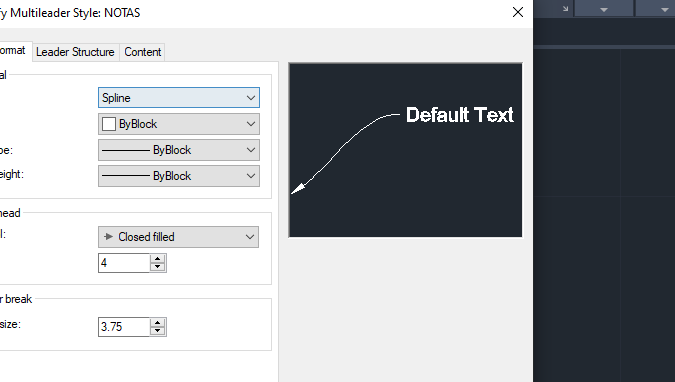 fy Multileader Style: NOTAS
ormat Leader Structure Content
al
Spline
ByBlock
pe: ByBlock
eight: ByBlock
head
l: Closed filled
4
r break
size: 3.75
Default Text